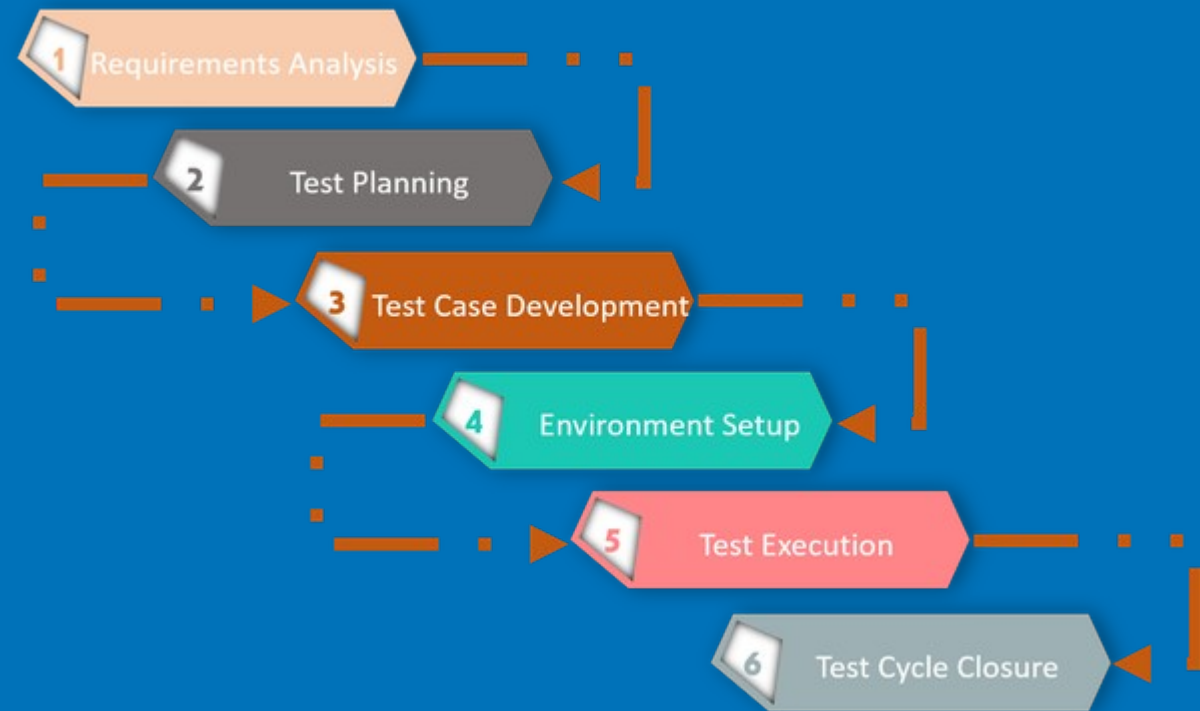 1 Requirements Analysis
2 Test Planning
3 Test Case Development
4 Environment Setup
5 Test Execution
6 Test Cycle Closure